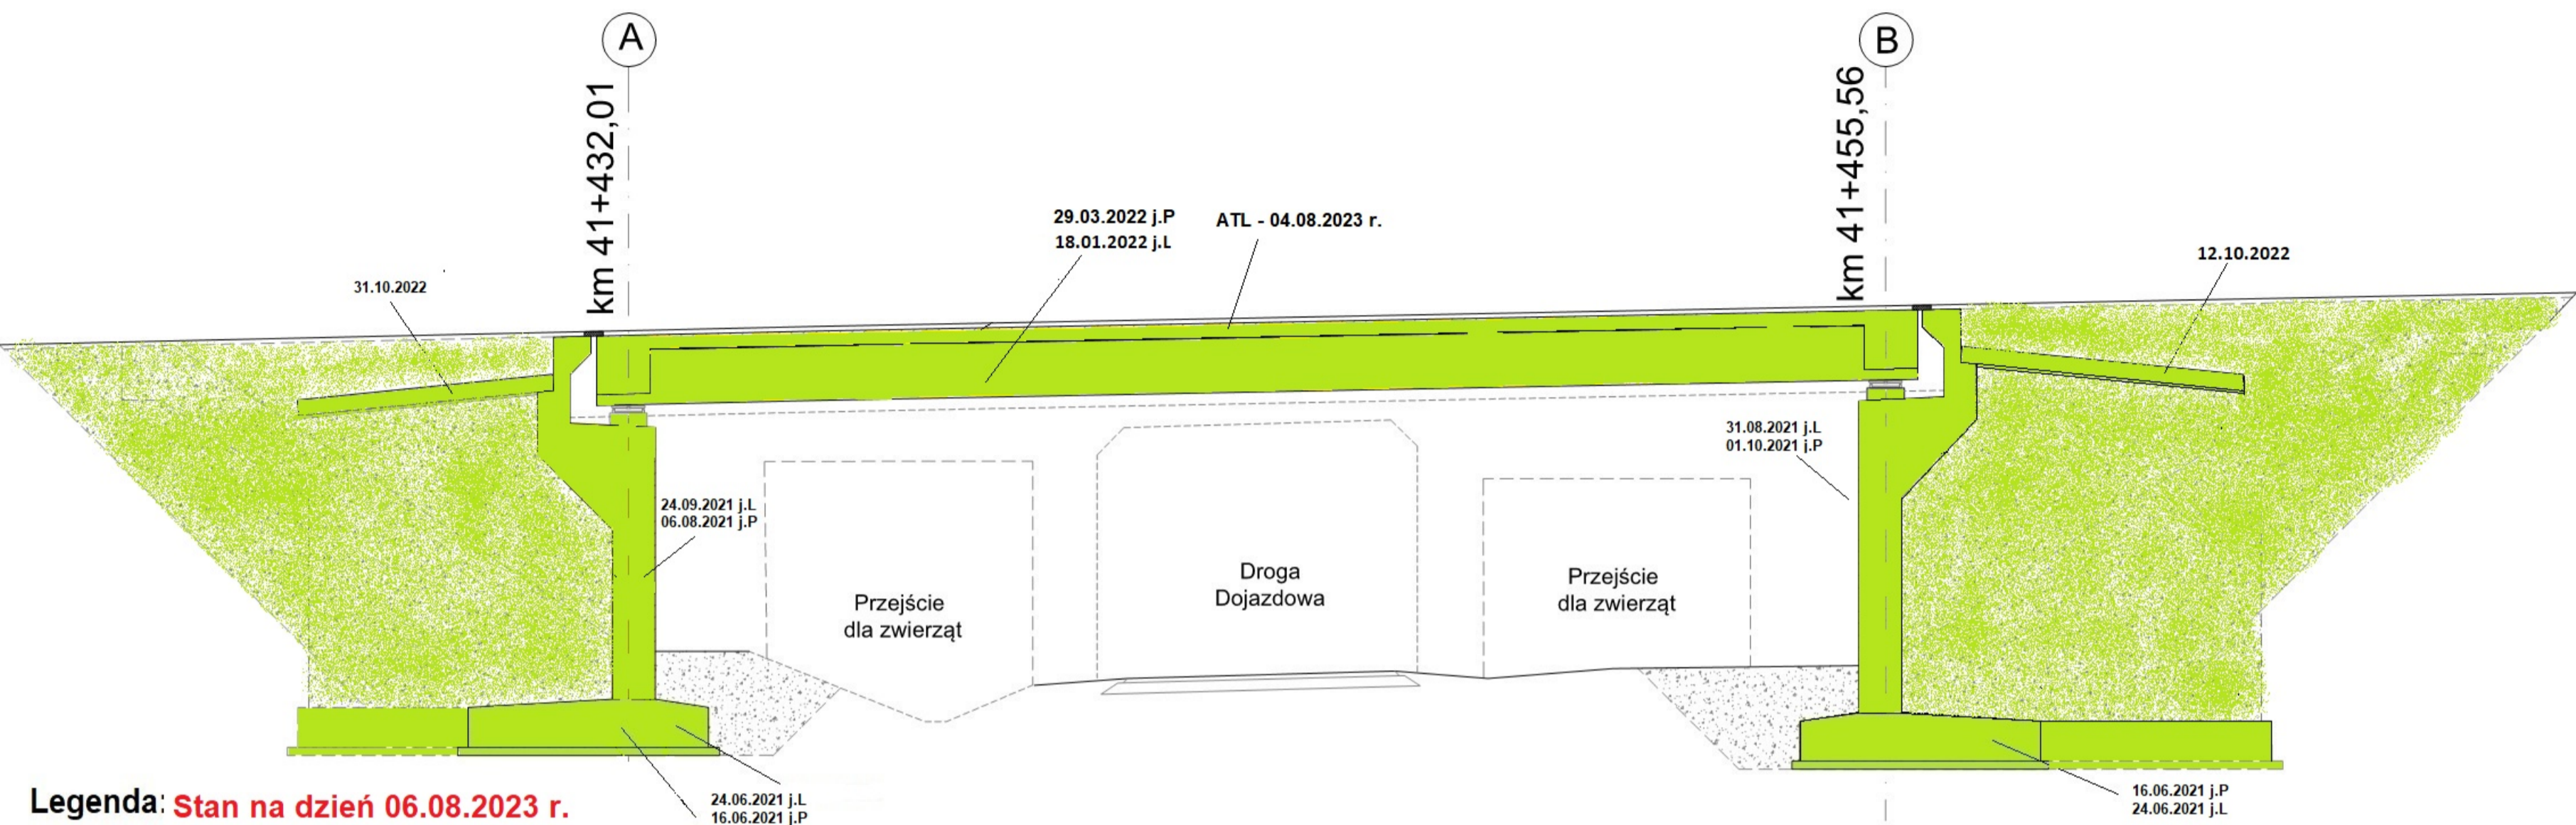 A
B
km 41+432,01
km 41+455,56
29.03.2022 j.P
18.01.2022 j.L
ATL - 04.08.2023 r.
12.10.2022
31.10.2022
31.08.2021 j.L
01.10.2021 j.P
24.09.2021 j.L
06.08.2021 j.P
Przejście
dla zwierząt
Droga
Dojazdowa
Przejście
dla zwierząt
24.06.2021 j.L
16.06.2021 j.P
16.06.2021 j.P
24.06.2021 j.L
Legenda: Stan na dzień 06.08.2023 r.